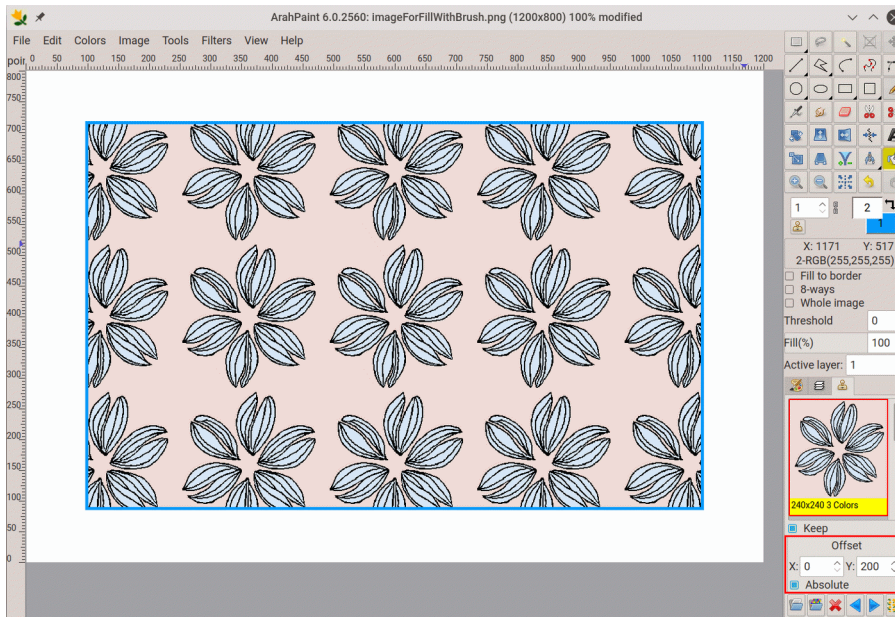 ArahPaint 6.0.2560: imageForFillWithBrush.png (1200x800) 100% modified
File Edit Colors Image Tools Filters View Help
0 50 100 150 200 250 300 350 400 450 500 550 600 650 700 750 800 850 900 950 1000 1050 1100 1150 1200
800
750
700
650
600
550
500
450
400
350
300
250
200
150
100
50
0
1 2
1
X: 1171 Y: 517
2-RGB(255,255,255)
Fill to border
8-ways
Whole image
Threshold 0
Fill(%) 100
Active layer: 1
240x240 3 Colors
Keep
Offset
X: 0 Y: 200
Absolute